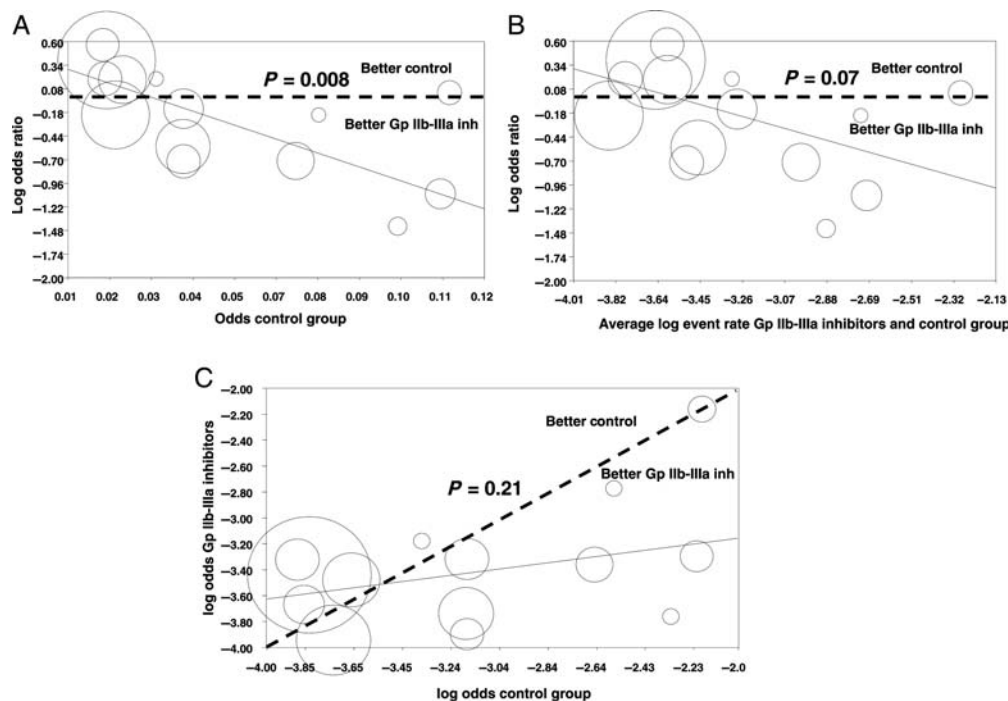 A
Log odds ratio
0.60
0.34
0.08
−0.18
−0.44
−0.70
−0.96
−1.22
−1.48
−1.74
−2.00
P = 0.008
Better control
Better Gp IIb-IIIa inh
0.01 0.02 0.03 0.04 0.05 0.07 0.08 0.09 0.10 0.11 0.12
Odds control group
B
Log odds ratio
0.60
0.34
0.08
−0.18
−0.44
−0.70
−0.96
−1.22
−1.48
−1.74
−2.00
P = 0.07
Better control
Better Gp IIb-IIIa inh
−4.01 −3.82 −3.64 −3.45 −3.26 −3.07 −2.88 −2.69 −2.51 −2.32 −2.13
Average log event rate Gp IIb-IIIa inhibitors and control group
C
log odds Gp IIb-IIIa inhibitors
−2.00
−2.20
−2.40
−2.60
−2.80
−3.00
−3.20
−3.40
−3.60
−3.80
−4.00
Better control
Better Gp IIb-IIIa inh
P = 0.21
−4.00 −3.85 −3.65 −3.45 −3.24 −3.04 −2.84 −2.64 −2.43 −2.23 −2.0
log odds control group